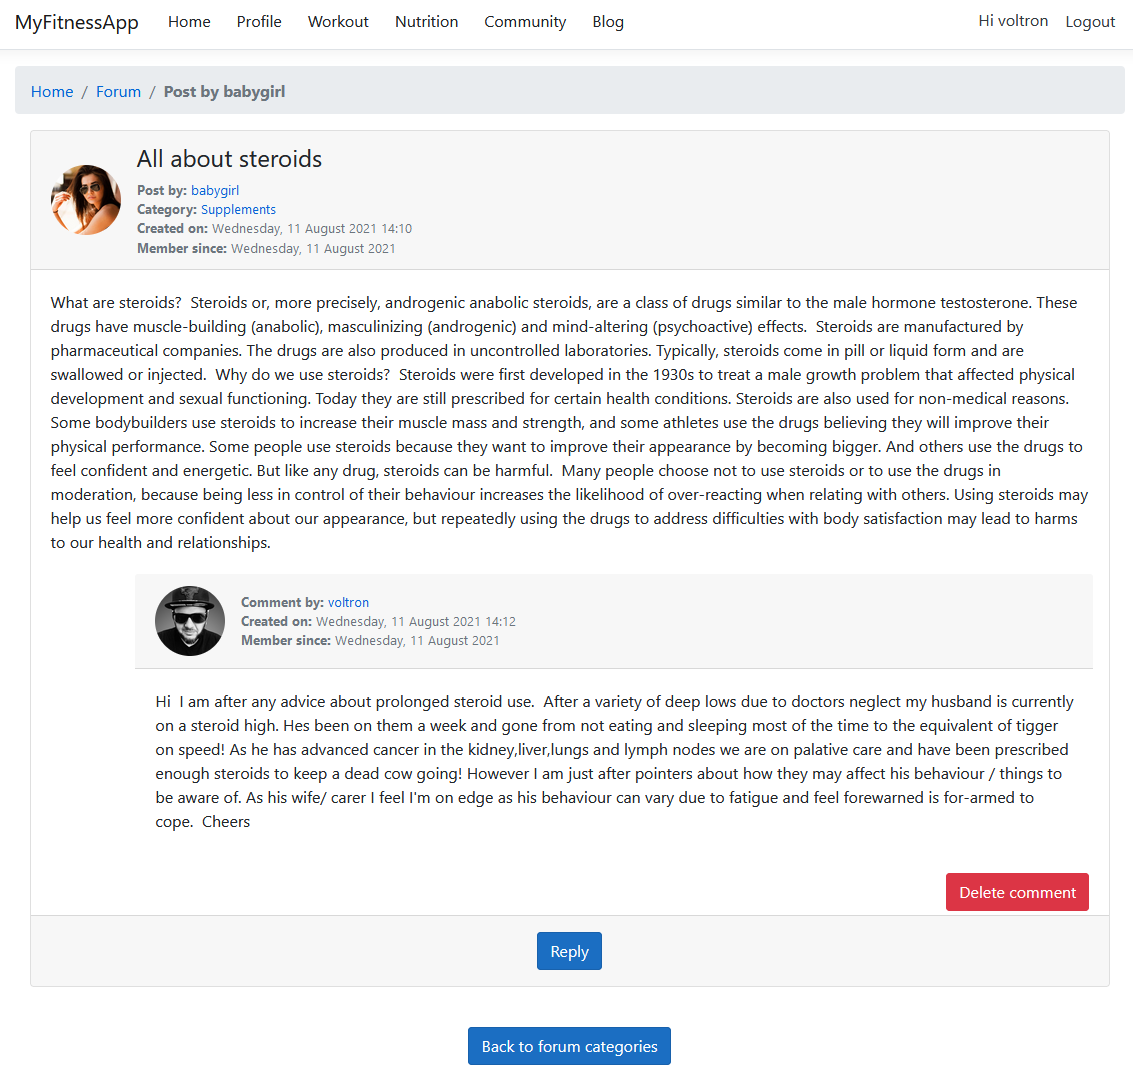 MyFitnessApp Home Profile Workout Nutrition Community Blog Hi voltron Logout
Home / Forum / Post by babygirl
All about steroids
Post by: babygirl
Category: Supplements
Created on: Wednesday, 11 August 2021 14:10
Member since: Wednesday, 11 August 2021
What are steroids?  Steroids or, more precisely, androgenic anabolic steroids, are a class of drugs similar to the male hormone testosterone. These
drugs have muscle-building (anabolic), masculinizing (androgenic) and mind-altering (psychoactive) effects.  Steroids are manufactured by
pharmaceutical companies. The drugs are also produced in uncontrolled laboratories. Typically, steroids come in pill or liquid form and are
swallowed or injected.  Why do we use steroids?  Steroids were first developed in the 1930s to treat a male growth problem that affected physical
development and sexual functioning. Today they are still prescribed for certain health conditions. Steroids are also used for non-medical reasons.
Some bodybuilders use steroids to increase their muscle mass and strength, and some athletes use the drugs believing they will improve their
physical performance. Some people use steroids because they want to improve their appearance by becoming bigger. And others use the drugs to
feel confident and energetic. But like any drug, steroids can be harmful.  Many people choose not to use steroids or to use the drugs in
moderation, because being less in control of their behaviour increases the likelihood of over-reacting when relating with others. Using steroids may
help us feel more confident about our appearance, but repeatedly using the drugs to address difficulties with body satisfaction may lead to harms
to our health and relationships.
Comment by: voltron
Created on: Wednesday, 11 August 2021 14:12
Member since: Wednesday, 11 August 2021
Hi  I am after any advice about prolonged steroid use.  After a variety of deep lows due to doctors neglect my husband is currently
on a steroid high. Hes been on them a week and gone from not eating and sleeping most of the time to the equivalent of tigger
on speed! As he has advanced cancer in the kidney,liver,lungs and lymph nodes we are on palative care and have been prescribed
enough steroids to keep a dead cow going! However I am just after pointers about how they may affect his behaviour / things to
be aware of. As his wife/ carer I feel I'm on edge as his behaviour can vary due to fatigue and feel forewarned is for-armed to
cope.  Cheers
Delete comment
Reply
Back to forum categories